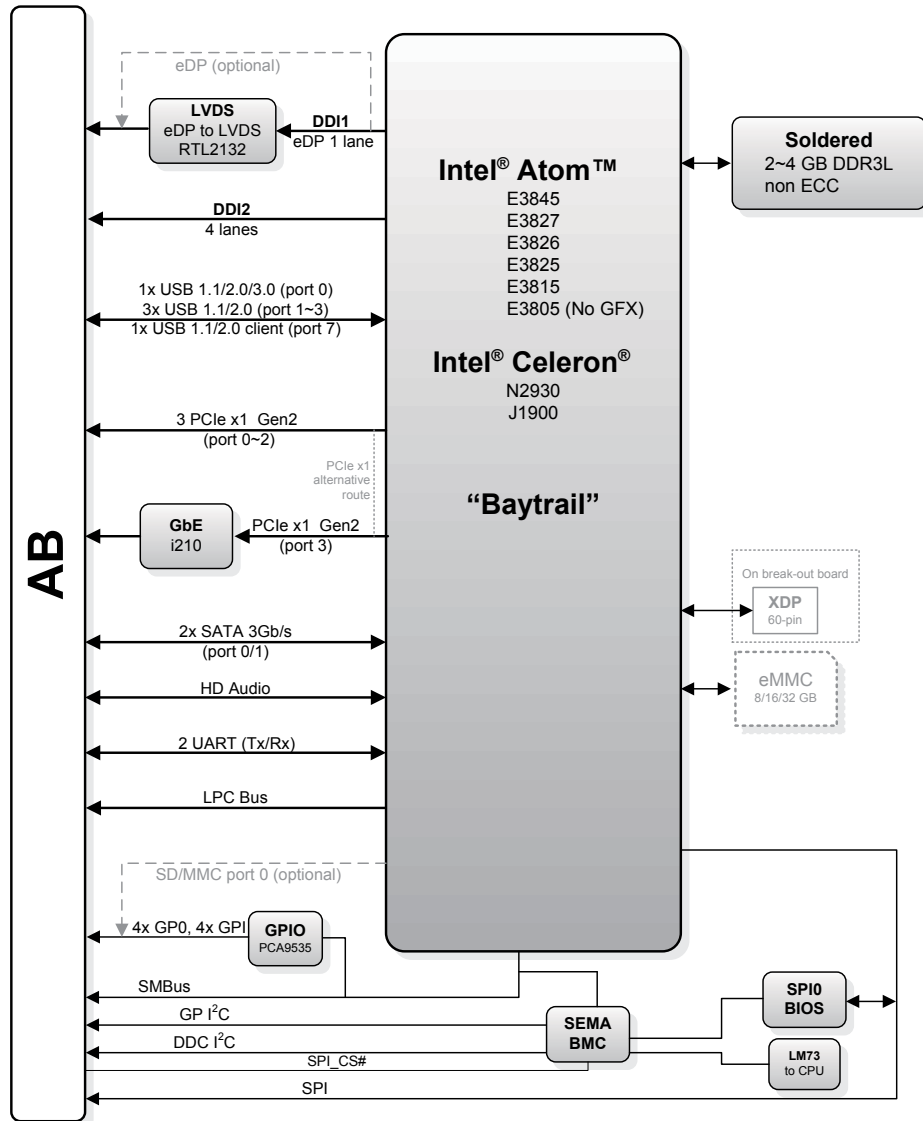 AB
eDP (optional)
LVDS
eDP to LVDS
RTL2132
DDI1
eDP 1 lane
DDI2
4 lanes
1x USB 1.1/2.0/3.0 (port 0)
3x USB 1.1/2.0 (port 1~3)
1x USB 1.1/2.0 client (port 7)
3 PCIe x1 Gen2
(port 0~2)
PCIe x1
alternative
route
GbE
i210
PCIe x1 Gen2
(port 3)
2x SATA 3Gb/s
(port 0/1)
HD Audio
2 UART (Tx/Rx)
LPC Bus
SD/MMC port 0 (optional)
4x GP0, 4x GPI
GPIO
PCA9535
SMBus
GP I²C
DDC I²C
SPI_CS#
SPI
Intel® Atom™
E3845
E3827
E3826
E3825
E3815
E3805 (No GFX)
Intel® Celeron®
N2930
J1900
“Baytrail”
Soldered
2~4 GB DDR3L
non ECC
On break-out board
XDP
60-pin
eMMC
8/16/32 GB
SEMA
BMC
SPI0
BIOS
LM73
to CPU